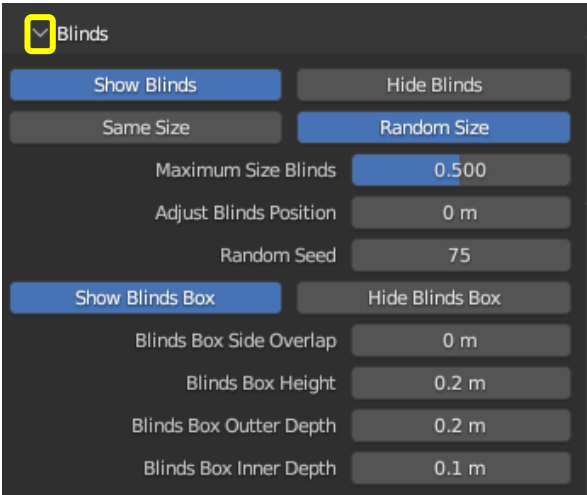 Blinds
Show Blinds Hide Blinds
Same Size Random Size
Maximum Size Blinds 0.500
Adjust Blinds Position 0 m
Random Seed 75
Show Blinds Box Hide Blinds Box
Blinds Box Side Overlap 0 m
Blinds Box Height 0.2 m
Blinds Box Outter Depth 0.2 m
Blinds Box Inner Depth 0.1 m